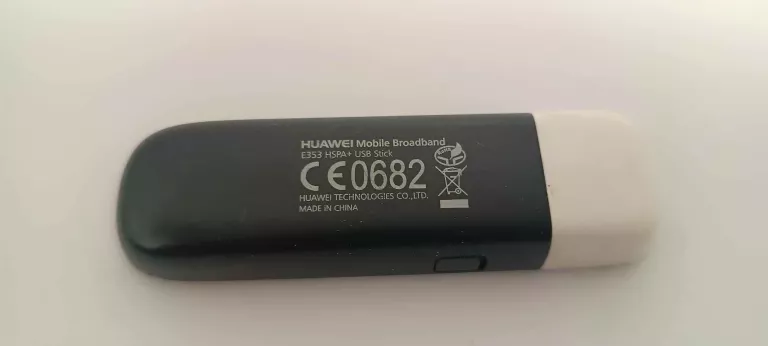 HUAWEI Mobile Broadband
E353 HSPA+ USB Stick
CE0682
HUAWEI TECHNOLOGIES CO.,LTD.
MADE IN CHINA